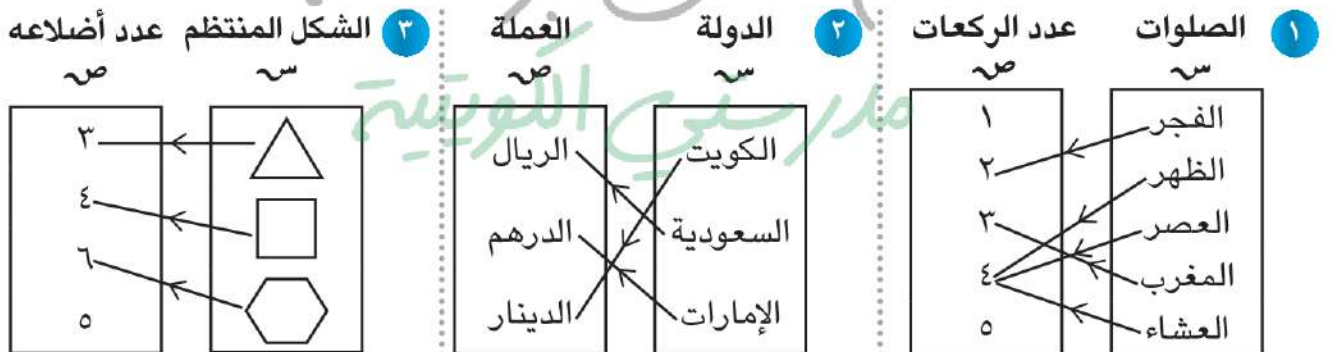 ١ الصلوات عدد الركعات
س ص
الفجر
الظهر
العصر
المغرب
العشاء
١
٢
٣
٤
٥
٢ الدولة العملة
س ص
الكويت
السعودية
الإمارات
الريال
الدرهم
الدينار
٣ الشكل المنتظم عدد أضلاعه
س ص
٣
٤
٦
٥
مدرستي الكويتية